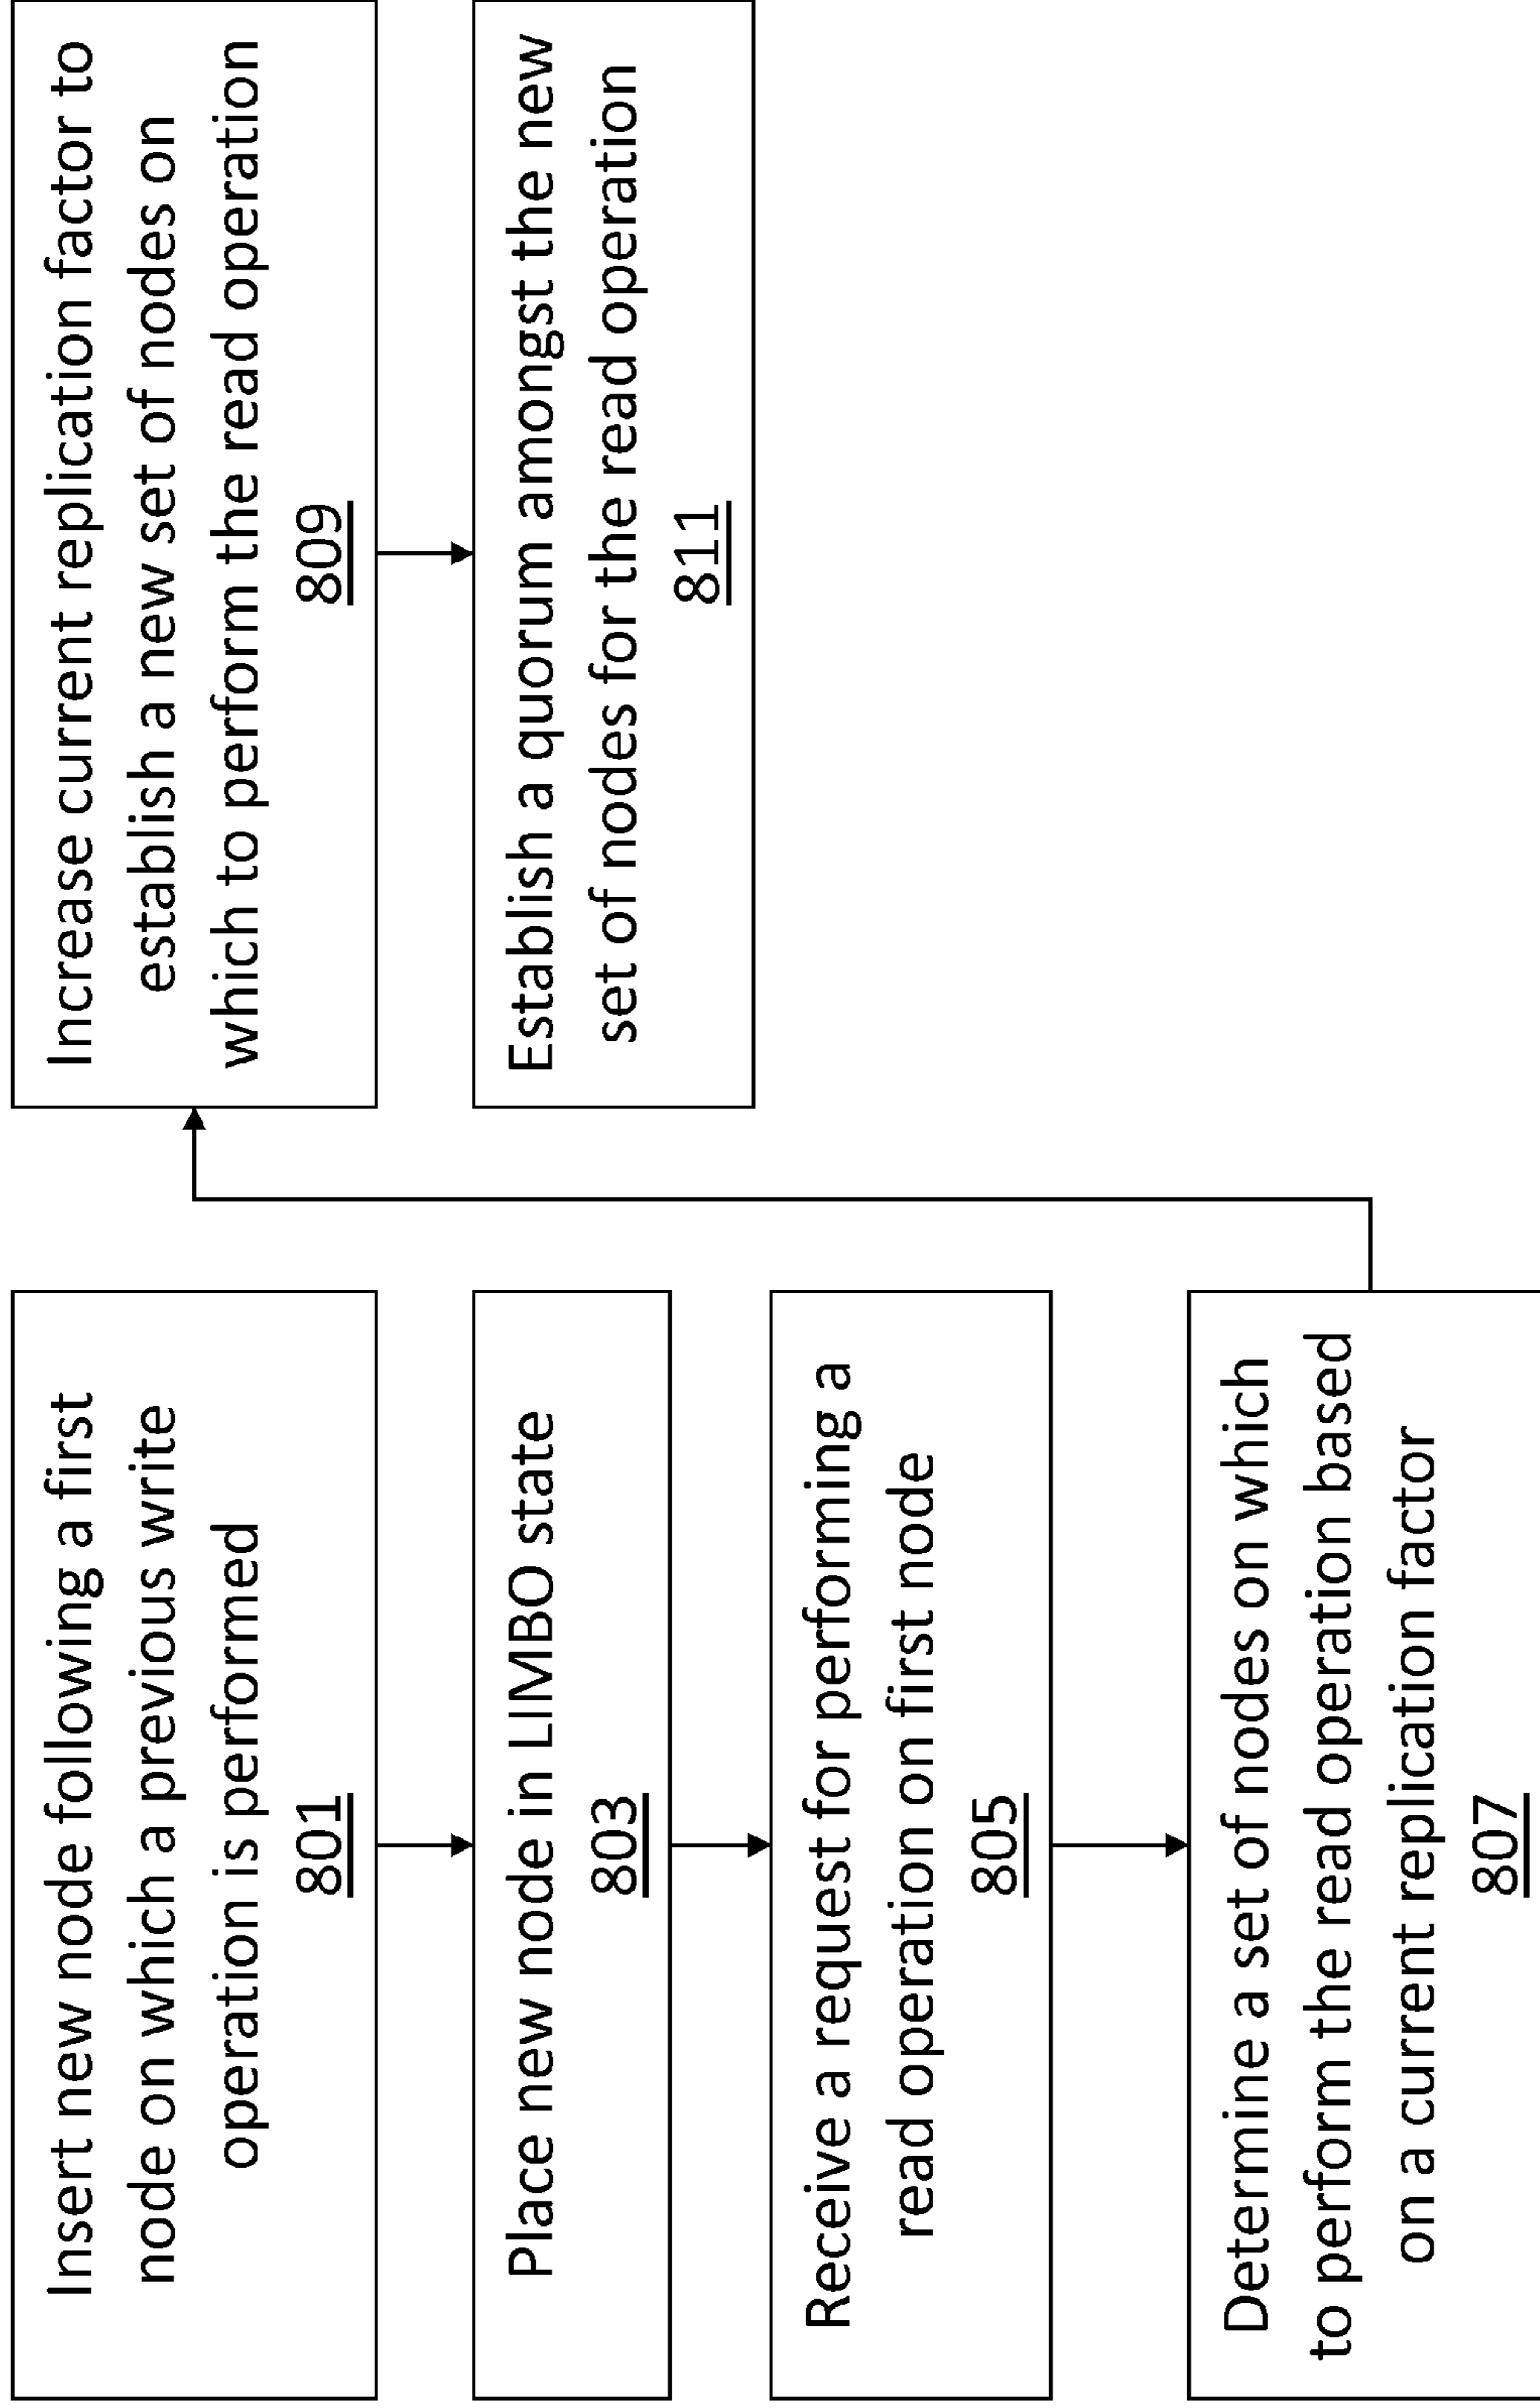 Insert new node following a first
node on which a previous write
operation is performed
801
Place new node in LIMBO state
803
Receive a request for performing a
read operation on first node
805
Determine a set of nodes on which
to perform the read operation based
on a current replication factor
807
Increase current replication factor to
establish a new set of nodes on
which to perform the read operation
809
Establish a quorum amongst the new
set of nodes for the read operation
811